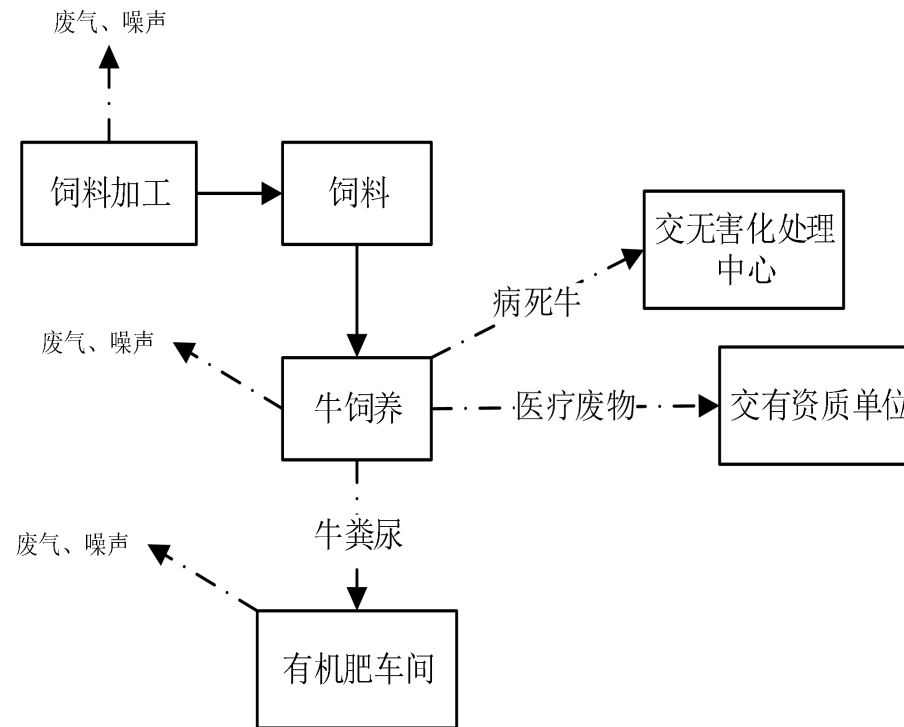 废气、噪声
饲料加工
饲料
交无害化处理
中心
病死牛
废气、噪声
牛饲养
医疗废物
交有资质单位
牛粪尿
废气、噪声
有机肥车间